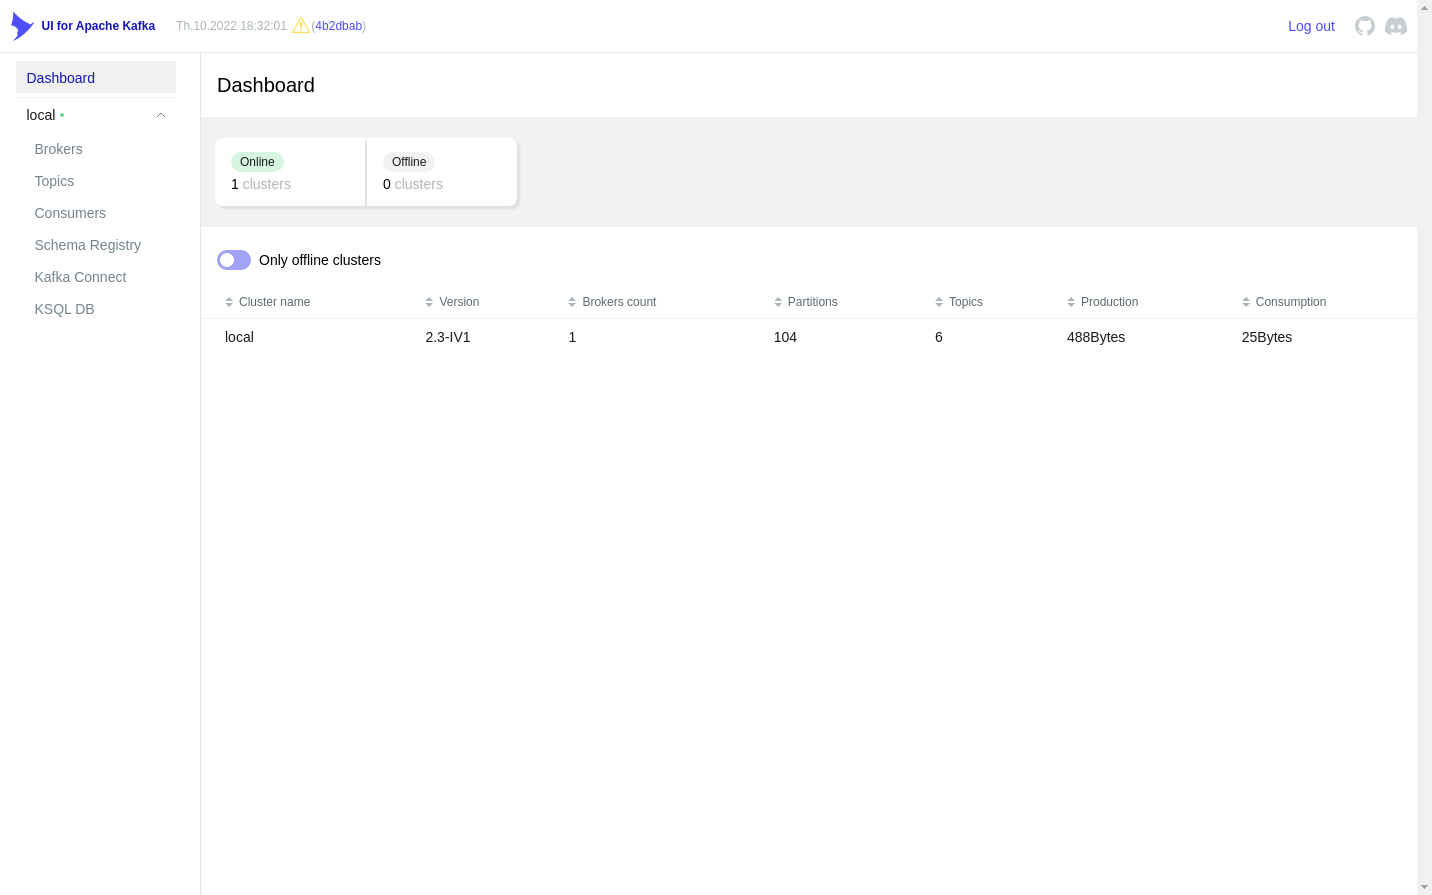 UI for Apache Kafka Th.10.2022 18:32:01 (4b2dbab) Log out
Dashboard
local
Brokers
Topics
Consumers
Schema Registry
Kafka Connect
KSQL DB
Dashboard
Online Offline
1 clusters 0 clusters
Only offline clusters
Cluster name Version Brokers count Partitions Topics Production Consumption
local 2.3-IV1 1 104 6 488Bytes 25Bytes